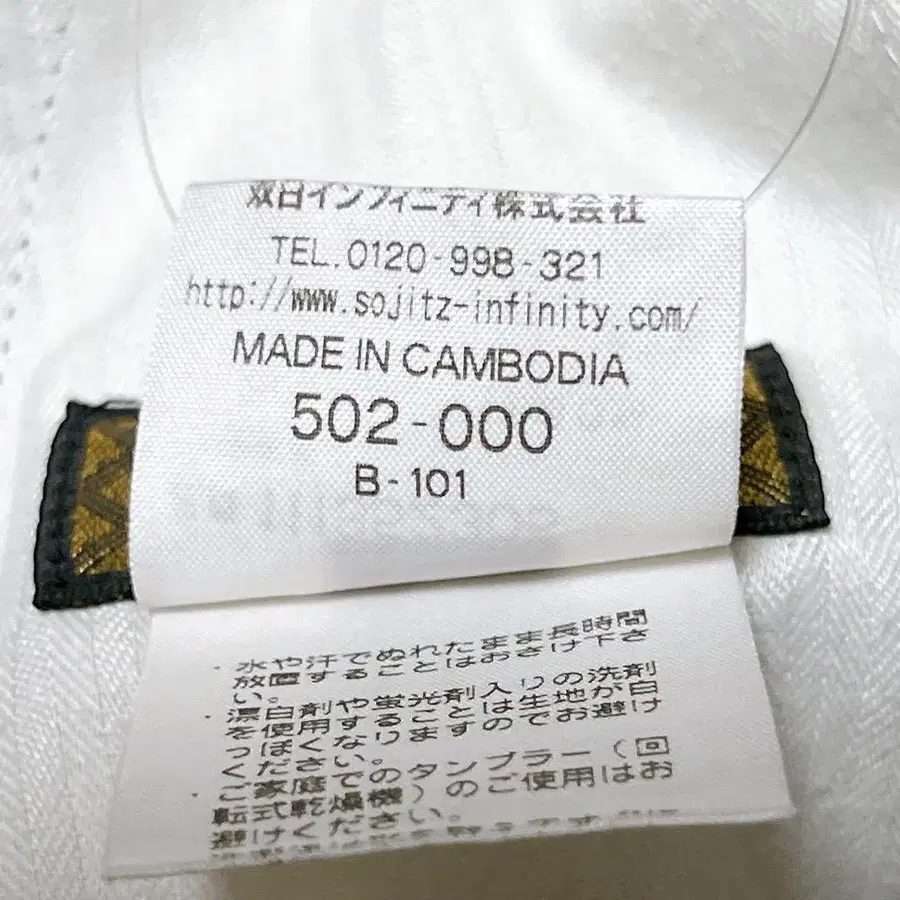 双日インフィニティ株式会社
TEL.0120-998-321
http://www.sojitz-infinity.com/
MADE IN CAMBODIA
502-000
B-101
・水や汗でぬれたまま長時間
放置することはおさけ下さ
い。
・漂白剤や蛍光剤入りの洗剤
を使用することは生地が白
っぽくなりますのでお避け
ください。
・ご家庭でのタンブラー（回
転式乾燥機）のご使用はお
避けください。